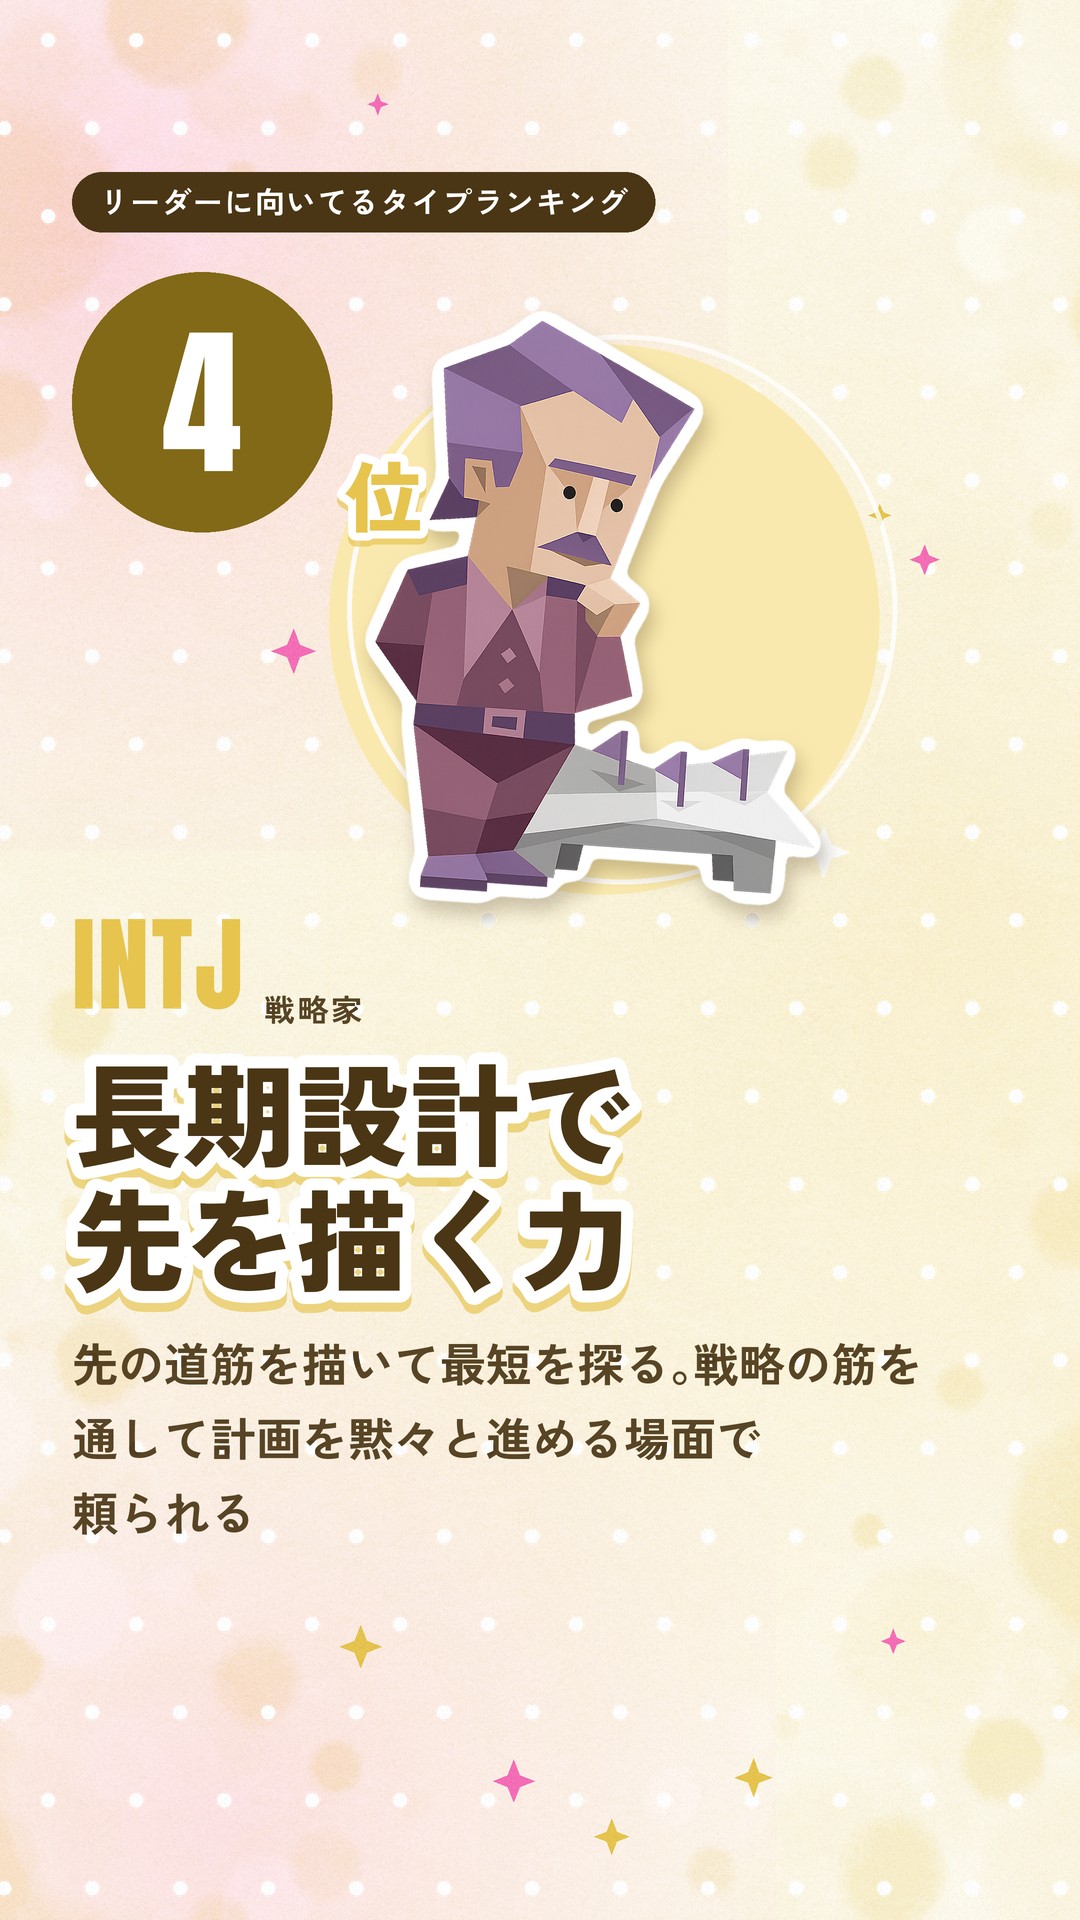 リーダーに向いてるタイプランキング
4
位
INTJ
戦略家
長期設計で
先を描く力
先の道筋を描いて最短を探る。戦略の筋を
通して計画を黙々と進める場面で
頼られる